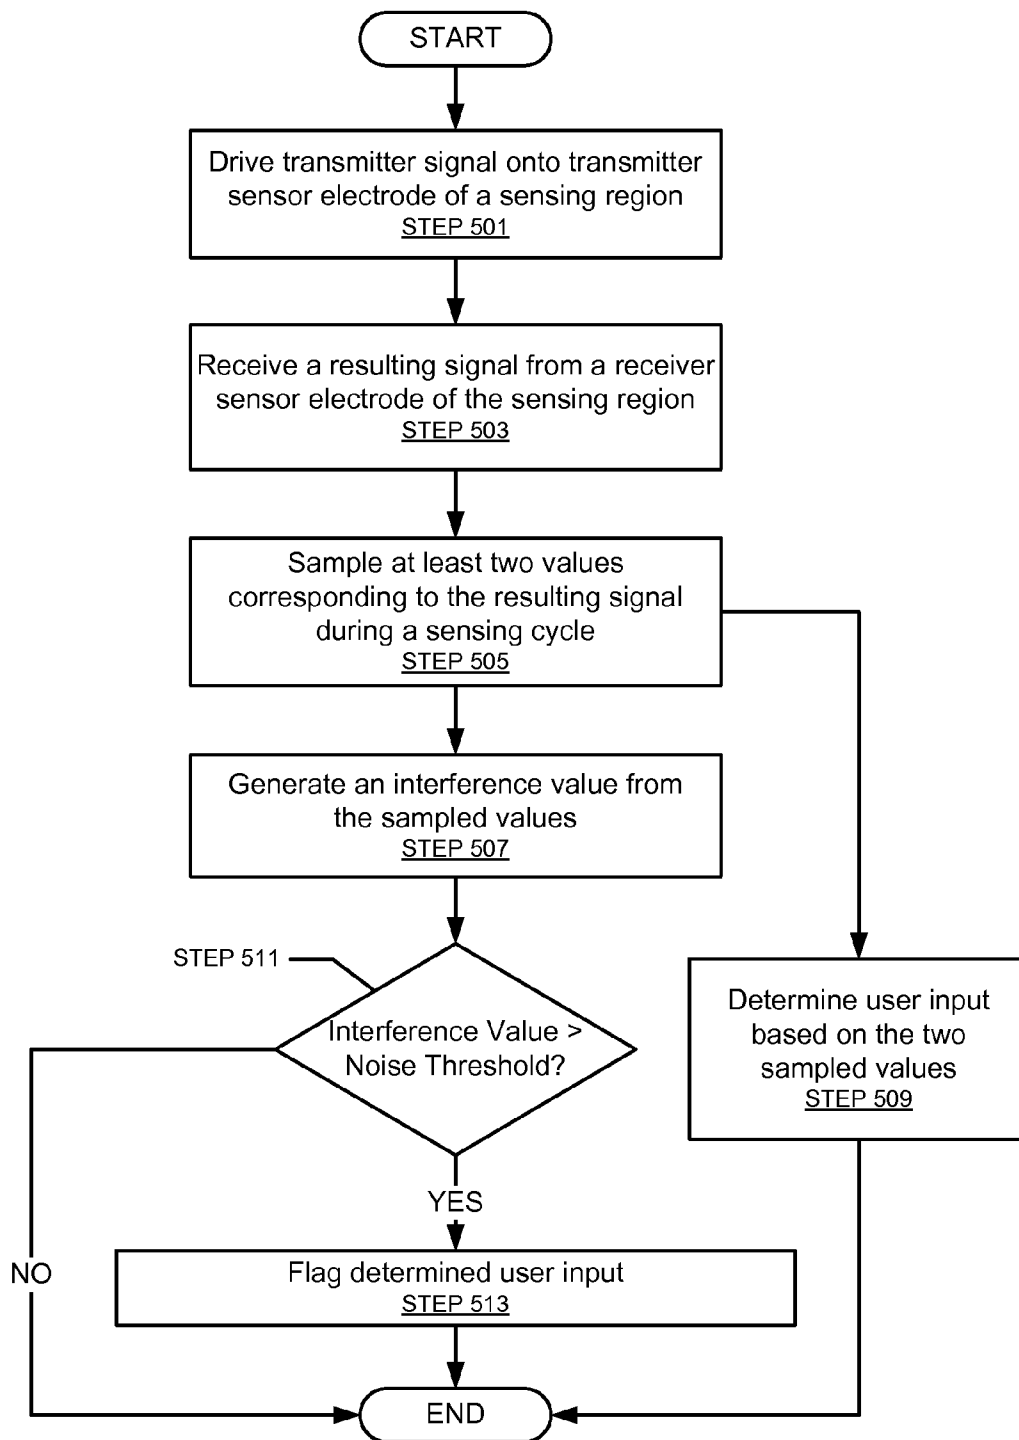 START
Drive transmitter signal onto transmitter
sensor electrode of a sensing region
STEP 501
Receive a resulting signal from a receiver
sensor electrode of the sensing region
STEP 503
Sample at least two values
corresponding to the resulting signal
during a sensing cycle
STEP 505
Generate an interference value from
the sampled values
STEP 507
STEP 511
Interference Value >
Noise Threshold?
Determine user input
based on the two
sampled values
STEP 509
YES
NO
Flag determined user input
STEP 513
END